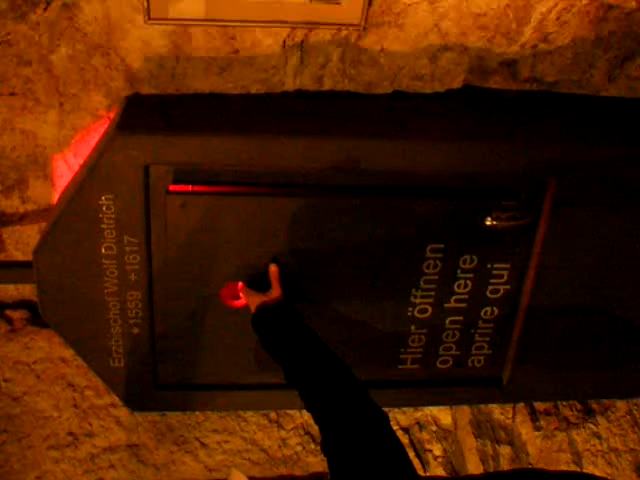 Erzbischof Wolf Dietrich
+1559 +1617
Hier öffnen
open here
aprire qui